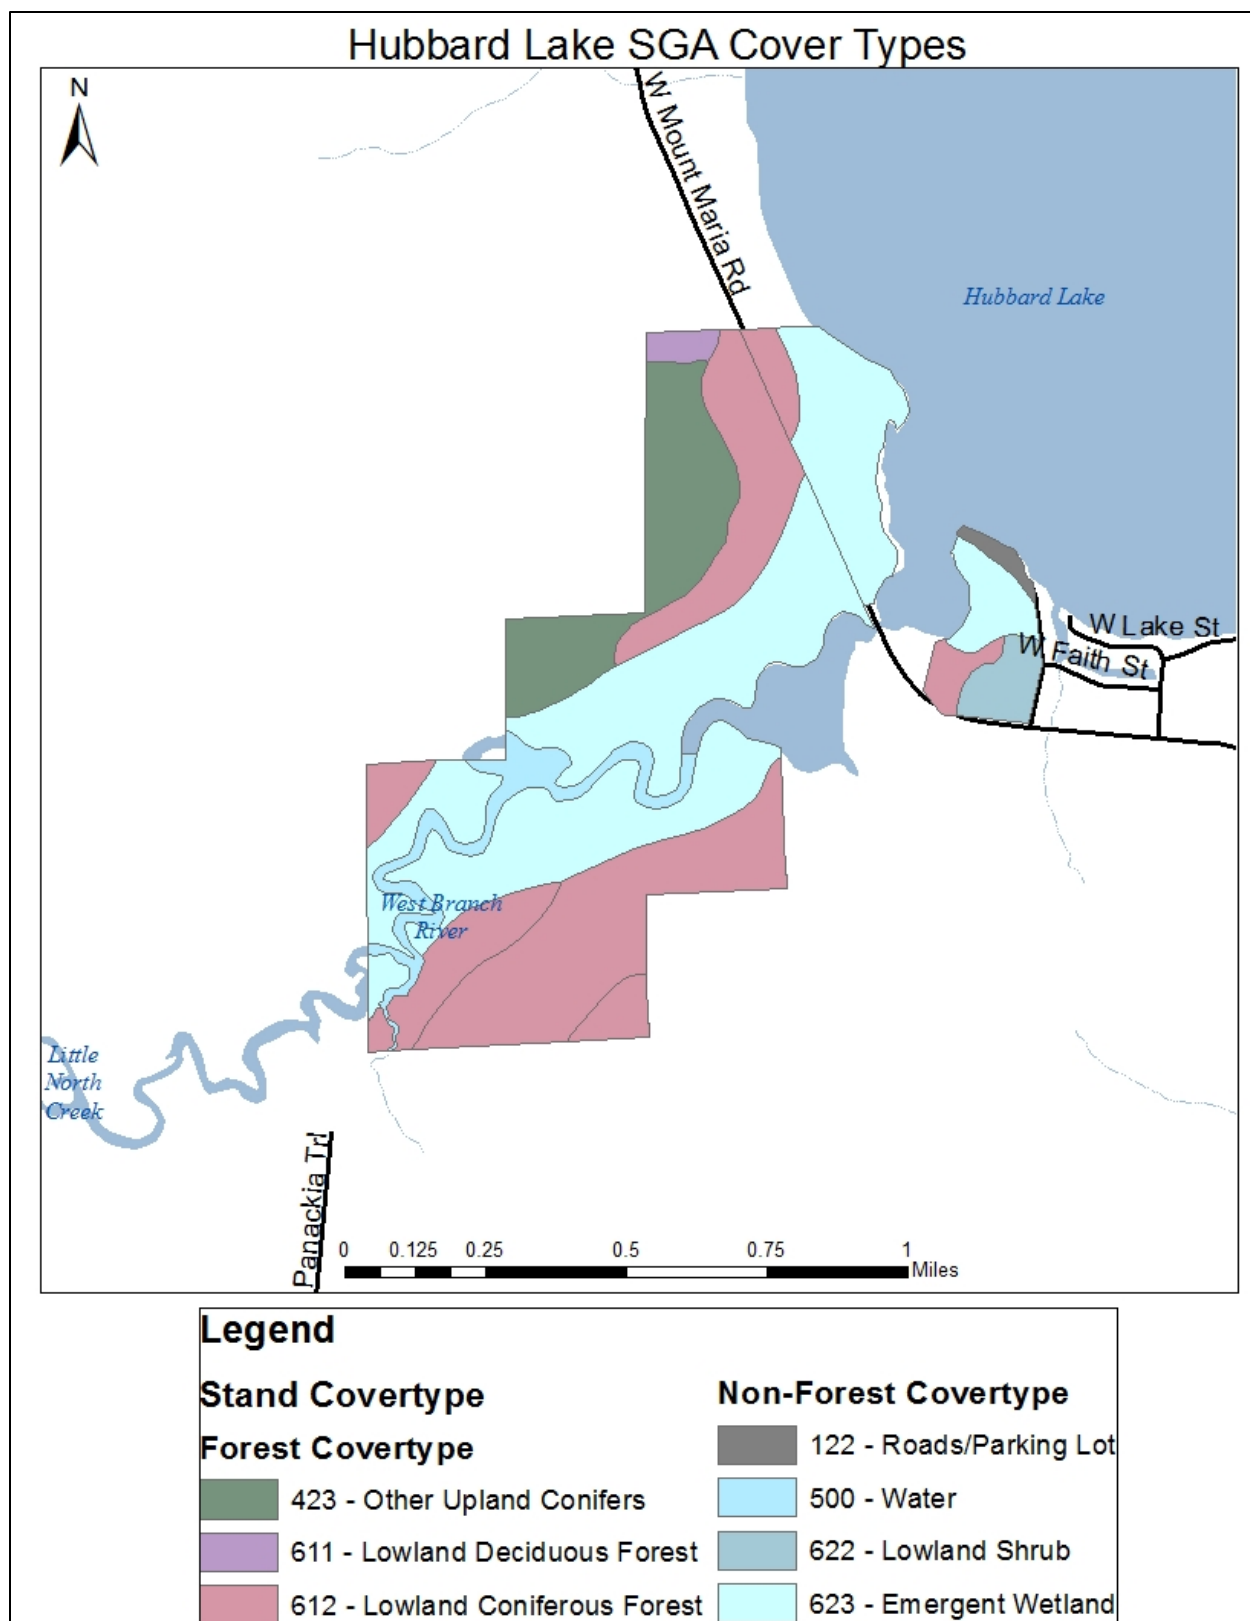 Hubbard Lake SGA Cover Types
N
W Mount Maria Rd
Hubbard Lake
W Lake St
W Faith St
West Branch
River
Little
North
Creek
Panackia Trl
0 0.125 0.25 0.5 0.75 1
Miles
Legend
Stand Covertype
Forest Covertype
423 - Other Upland Conifers
611 - Lowland Deciduous Forest
612 - Lowland Coniferous Forest
Non-Forest Covertype
122 - Roads/Parking Lot
500 - Water
622 - Lowland Shrub
623 - Emergent Wetland